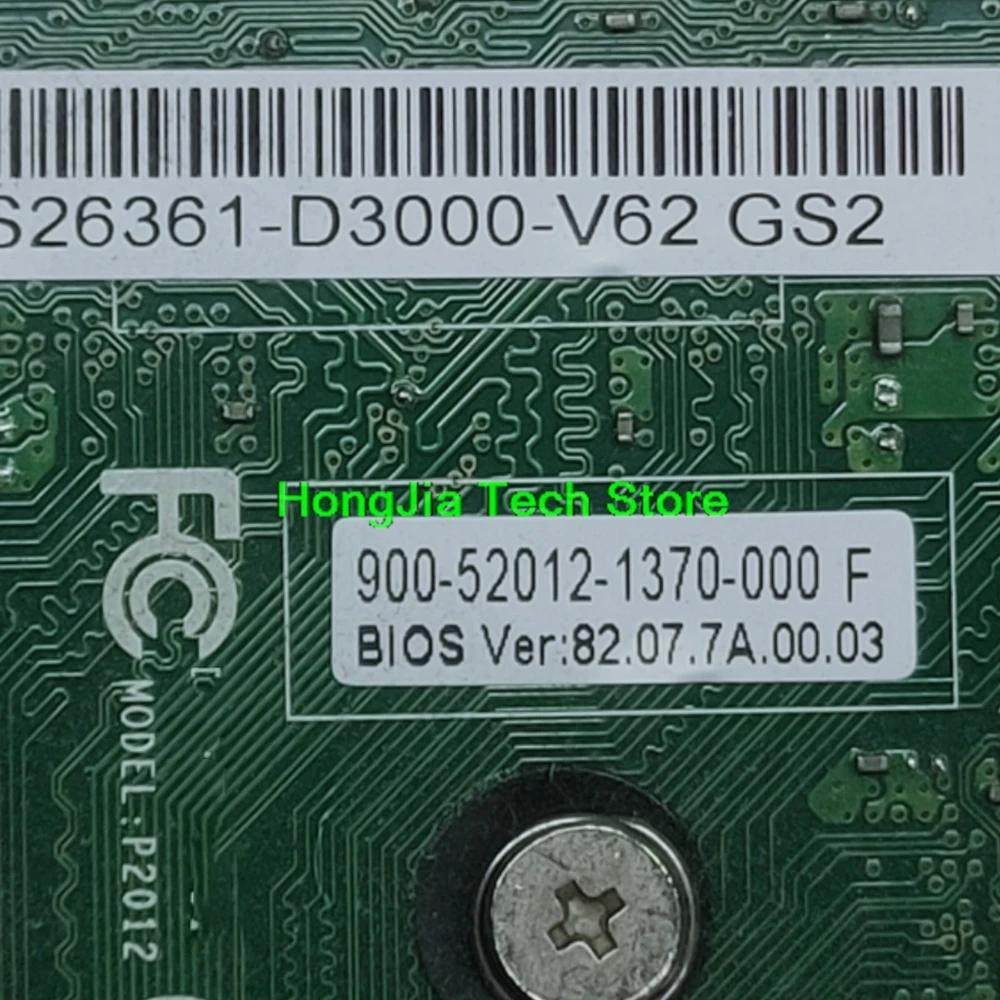 S26361-D3000-V62 GS2
HongJia Tech Store
900-52012-1370-000 F
BIOS Ver:82.07.7A.00.03
FC
MODEL:P2012